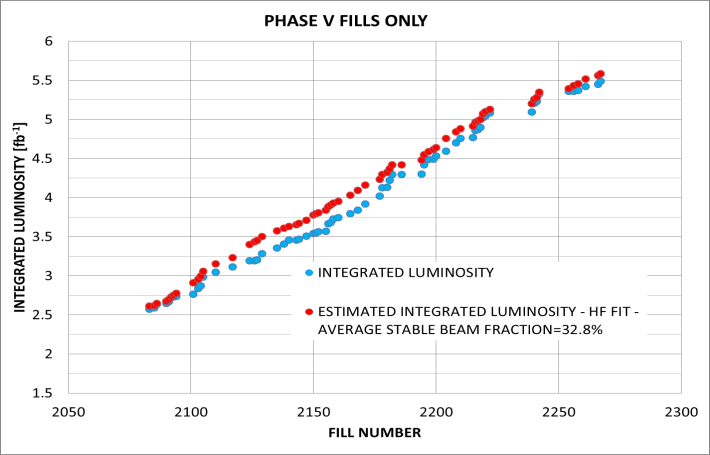 PHASE V FILLS ONLY
INTEGRATED LUMINOSITY [fb⁻¹]
6
5.5
5
4.5
4
3.5
3
2.5
2
1.5
INTEGRATED LUMINOSITY
ESTIMATED INTEGRATED LUMINOSITY - HF FIT -
AVERAGE STABLE BEAM FRACTION=32.8%
2050
2100
2150
2200
2250
2300
FILL NUMBER